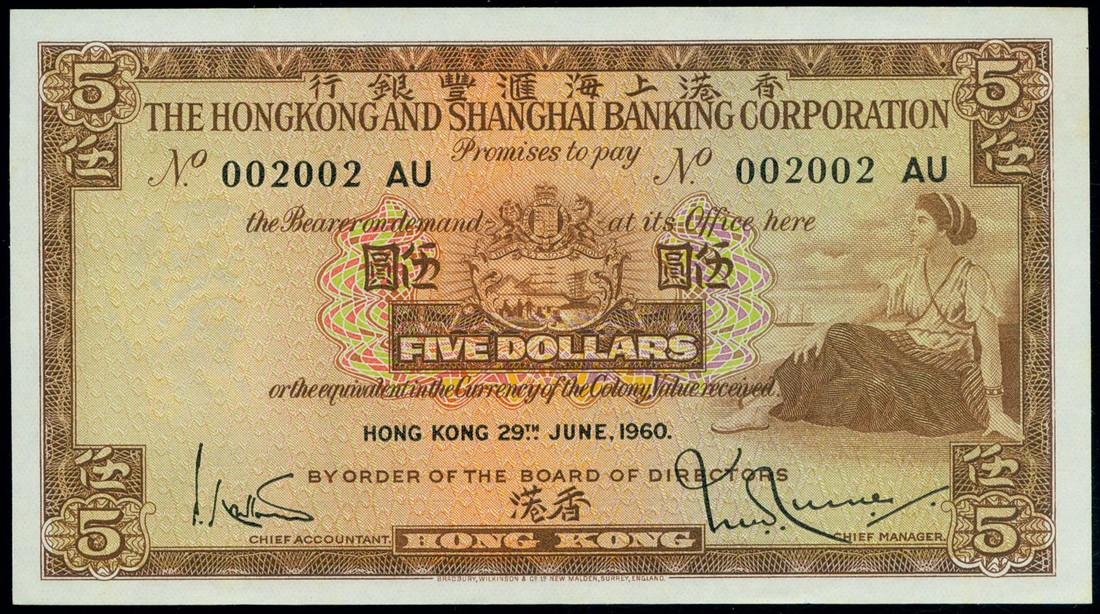 5 5
行銀豐滙海上港香
THE HONGKONG AND SHANGHAI BANKING CORPORATION
伍 伍
Promises to pay
No. 002002 AU No. 002002 AU
the Bearer on demand at its Office here
圓伍 圓伍
FIVE DOLLARS
or the equivalent in the Currency of the Colony, Value received.
HONG KONG 29TH JUNE, 1960.
伍 伍
BY ORDER OF THE BOARD OF DIRECTORS
港香
5 5
CHIEF ACCOUNTANT. HONG KONG CHIEF MANAGER.
BRADBURY, WILKINSON & Co. Ld. NEW MALDEN, SURREY, ENGLAND.